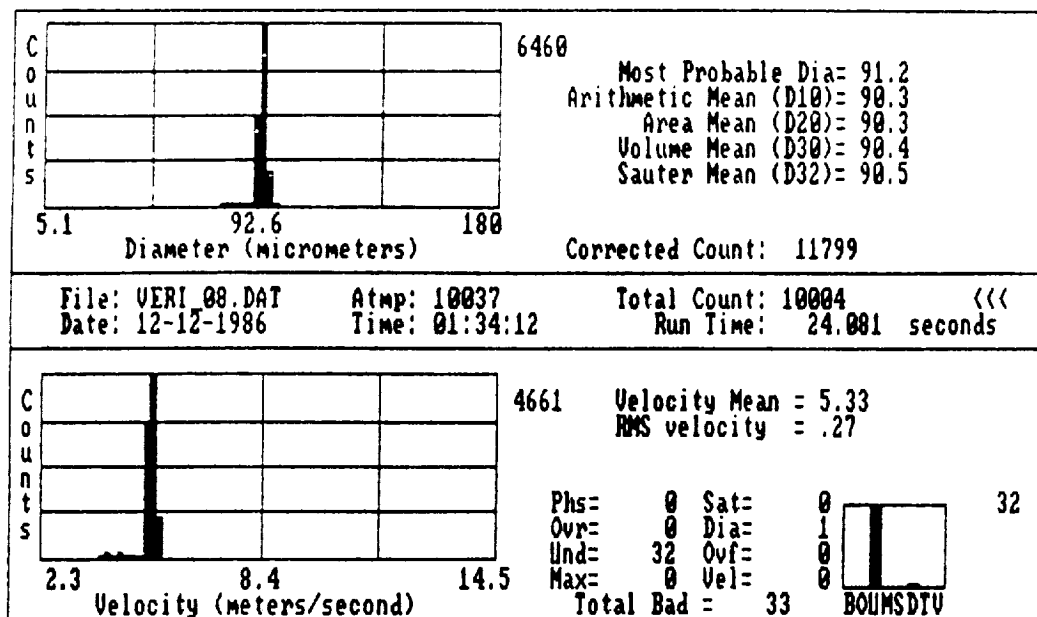 Counts
6460
Most Probable Dia= 91.2
Arithmetic Mean (D10)= 90.3
Area Mean (D20)= 90.3
Volume Mean (D30)= 90.4
Sauter Mean (D32)= 90.5
5.1 92.6 180
Diameter (micrometers)
Corrected Count: 11799
File: VERI_08.DAT Atmp: 10037 Total Count: 10004 <<<
Date: 12-12-1986 Time: 01:34:12 Run Time: 24.081 seconds
Counts
4661
Velocity Mean = 5.33
RMS velocity = .27
Phs= 0 Sat= 0 32
Ovr= 0 Dia= 1
Und= 32 Ovf= 0
Max= 0 Vel= 0
2.3 8.4 14.5
Velocity (meters/second)
Total Bad = 33
BOUMSDTV